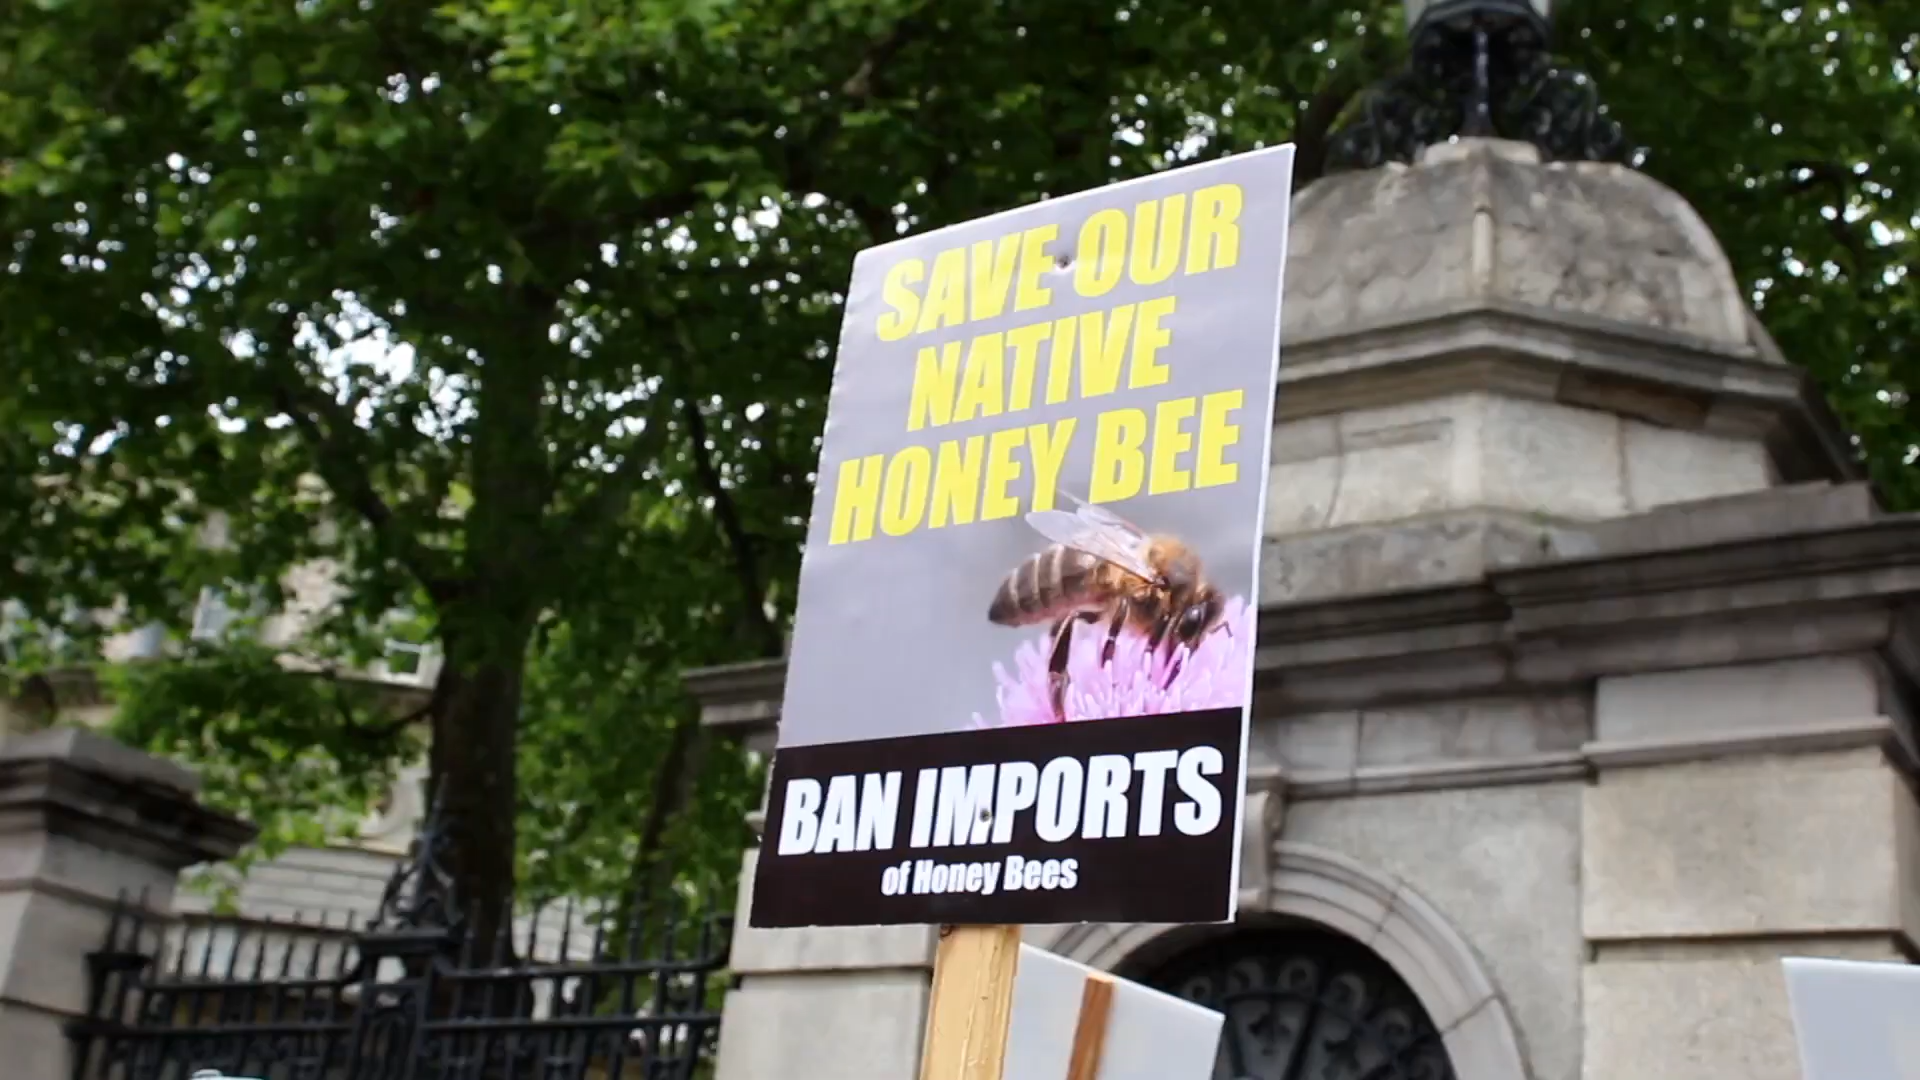 SAVE OUR
NATIVE
HONEY BEE
BAN IMPORTS
of Honey Bees